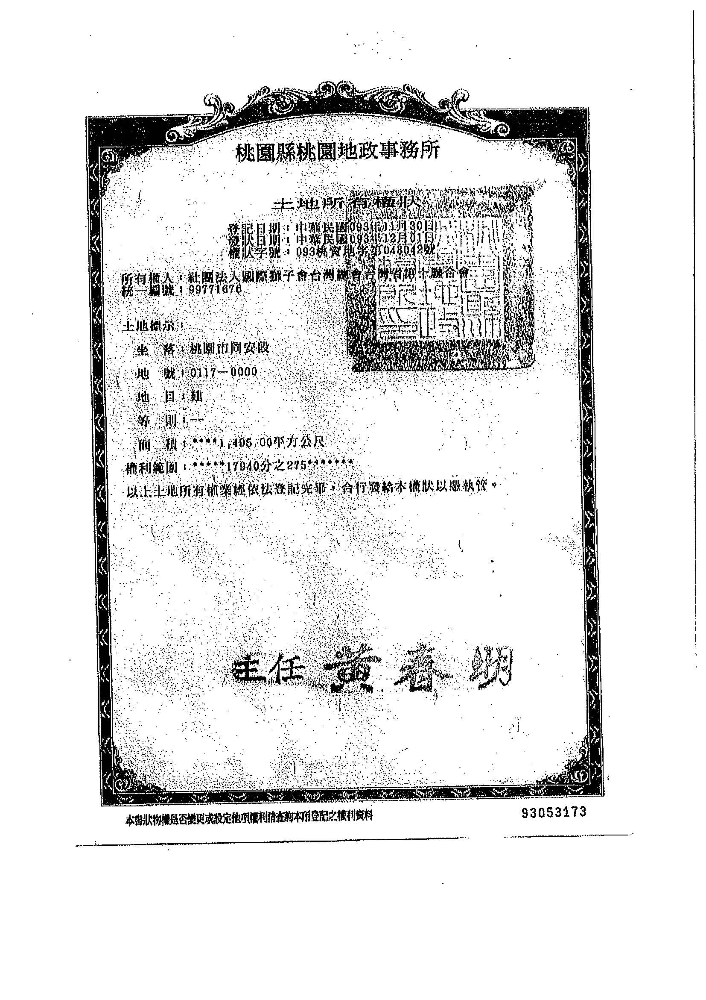 桃園縣桃園地政事務所
土地所有權狀
登記日期：中華民國093年11月30日
發狀日期：中華民國093年12月01日
權狀字號：093桃資地字第048042號
所有權人：社團法人國際獅子會台灣總會台灣省第十聯合會
統一編號：99771676
土地標示：
坐 落：桃園市同安段
地 號：0117－0000
地 目：建
等 則：--
面 積：****1,495.00平方公尺
權利範圍：*****17940分之275*******
以上土地所有權業經依法登記完畢，合行發給本權狀以憑執管。
主任 黃春明
本書狀物權是否變更或設定他項權利請查詢本所登記之權利資料
93053173